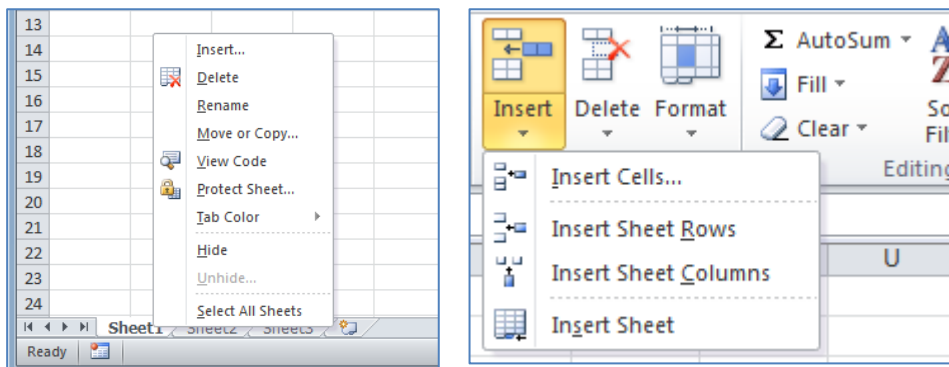 13
14
15
16
17
18
19
20
21
22
23
24
Insert...
Delete
Rename
Move or Copy...
View Code
Protect Sheet...
Tab Color
Hide
Unhide...
Select All Sheets
Sheet1 Sheet2 Sheet3
Ready
Insert Delete Format
Σ AutoSum
Fill
Clear
Editing
Insert Cells...
Insert Sheet Rows
Insert Sheet Columns
Insert Sheet
U